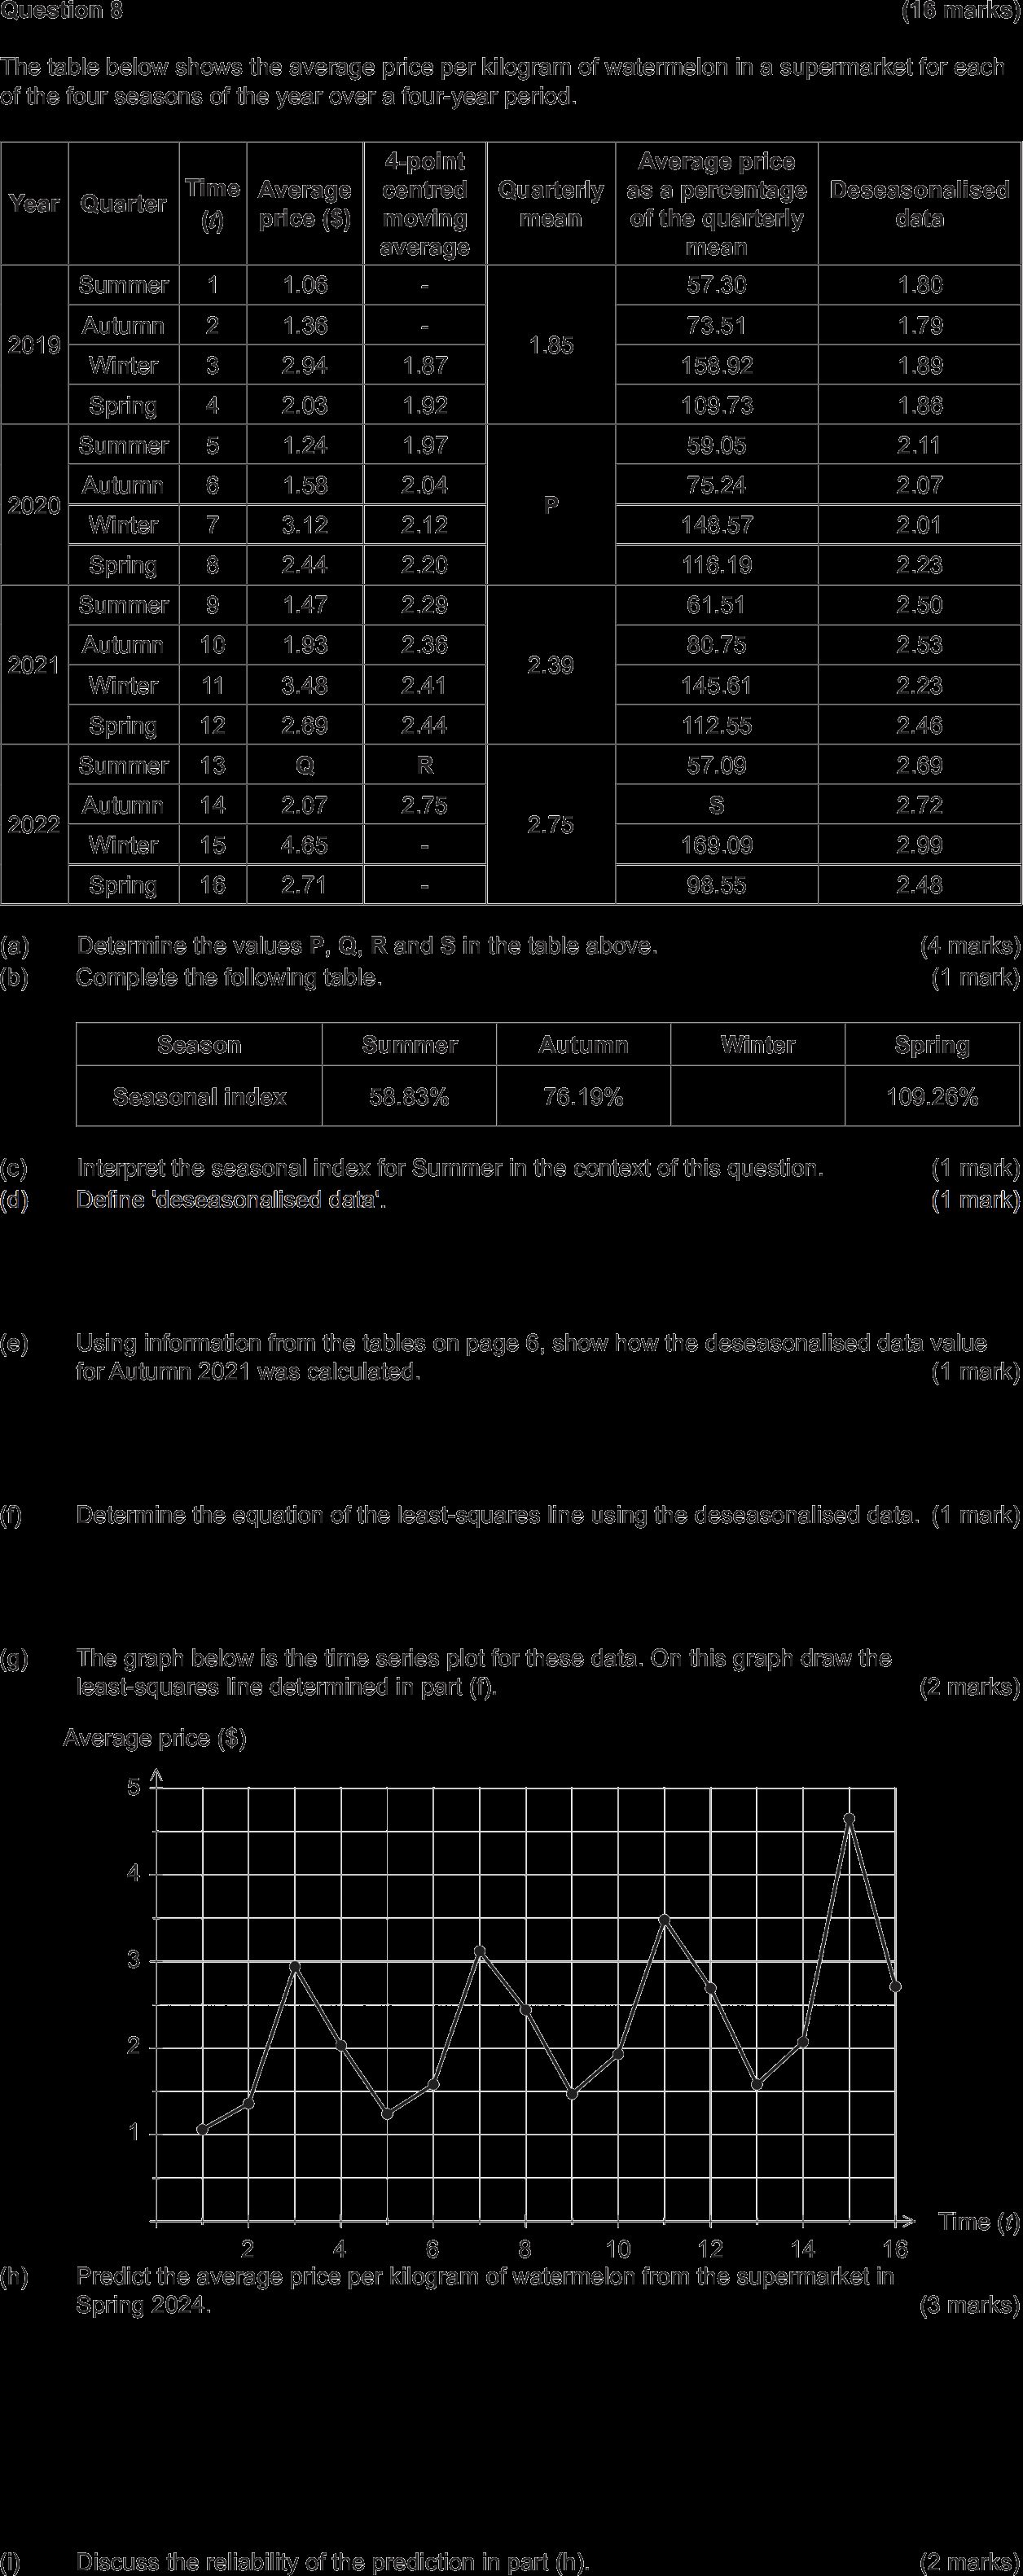 Question 8 (16 marks)
The table below shows the average price per kilogram of watermelon in a supermarket for each
of the four seasons of the year over a four-year period.
Year Quarter Time (t) Average price ($) 4-point centred moving average Quarterly mean Average price as a percentage of the quarterly mean Deseasonalised data
2019 Summer 1 1.06 - 1.85 57.30 1.80
Autumn 2 1.36 - 73.51 1.79
Winter 3 2.94 1.87 158.92 1.89
Spring 4 2.03 1.92 109.73 1.86
2020 Summer 5 1.24 1.97 P 59.05 2.11
Autumn 6 1.58 2.04 75.24 2.07
Winter 7 3.12 2.12 148.57 2.01
Spring 8 2.44 2.20 116.19 2.23
2021 Summer 9 1.47 2.29 2.39 61.51 2.50
Autumn 10 1.93 2.36 80.75 2.53
Winter 11 3.48 2.41 145.61 2.23
Spring 12 2.69 2.44 112.55 2.46
2022 Summer 13 Q R 2.75 57.09 2.69
Autumn 14 2.07 2.75 S 2.72
Winter 15 4.65 - 169.09 2.99
Spring 16 2.71 - 98.55 2.48
(a) Determine the values P, Q, R and S in the table above. (4 marks)
(b) Complete the following table. (1 mark)
Season Summer Autumn Winter Spring
Seasonal index 58.83% 76.19% 109.26%
(c) Interpret the seasonal index for Summer in the context of this question. (1 mark)
(d) Define 'deseasonalised data'. (1 mark)
(e) Using information from the tables on page 6, show how the deseasonalised data value
for Autumn 2021 was calculated. (1 mark)
(f) Determine the equation of the least-squares line using the deseasonalised data. (1 mark)
(g) The graph below is the time series plot for these data. On this graph draw the
least-squares line determined in part (f). (2 marks)
Average price ($)
5
4
3
2
1
Time (t)
2 4 6 8 10 12 14 16
(h) Predict the average price per kilogram of watermelon from the supermarket in
Spring 2024. (3 marks)
(i) Discuss the reliability of the prediction in part (h). (2 marks)